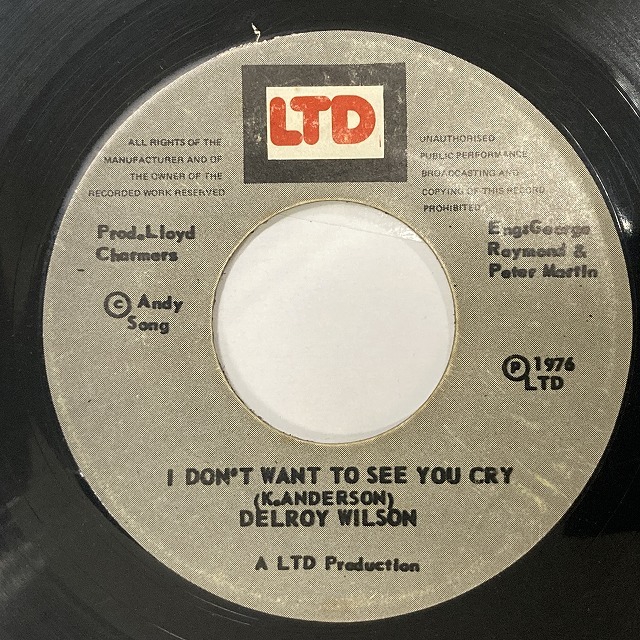 LTD
ALL RIGHTS OF THE
MANUFACTURER AND OF
THE OWNER OF THE
RECORDED WORK RESERVED
UNAUTHORISED
PUBLIC PERFORMANCE
BROADCASTING AND
COPYING OF THIS RECORD
PROHIBITED
Prod.Lloyd
Charmers
Eng:George
Raymond &
Peter Martin
© Andy
Song
℗ 1976
LTD
I DON'T WANT TO SEE YOU CRY
(K.ANDERSON)
DELROY WILSON
A LTD Production